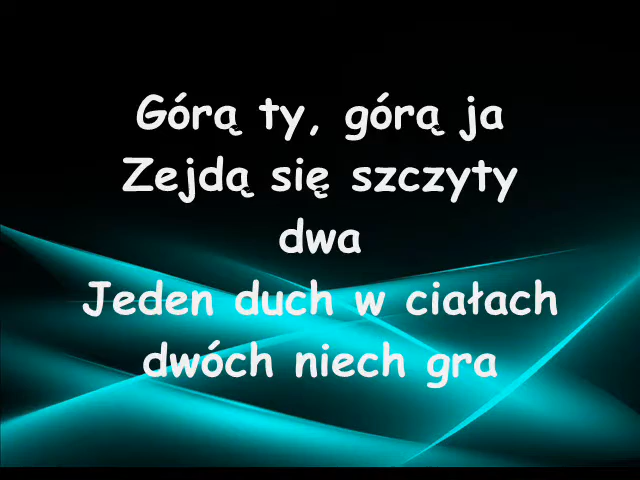 Górą ty, górą ja
Zejdą się szczyty
dwa
Jeden duch w ciałach
dwóch niech gra